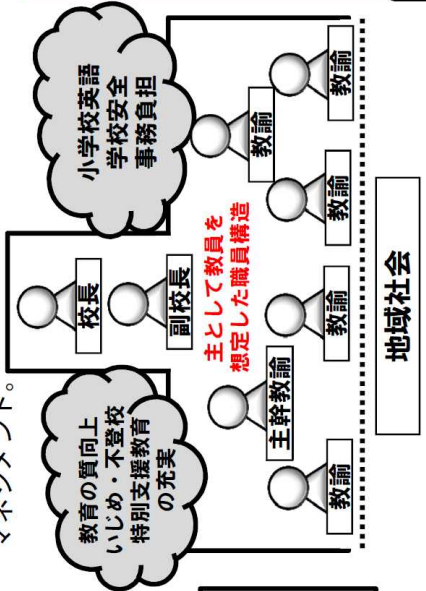 マネジメント。
教育の質向上
いじめ・不登校
特別支援教育
の充実
校長
副校長
小学校英語
学校安全
事務負担
主として教員を
想定した職員構造
主幹教諭
教諭
教諭
教諭
教諭
教諭
地域社会